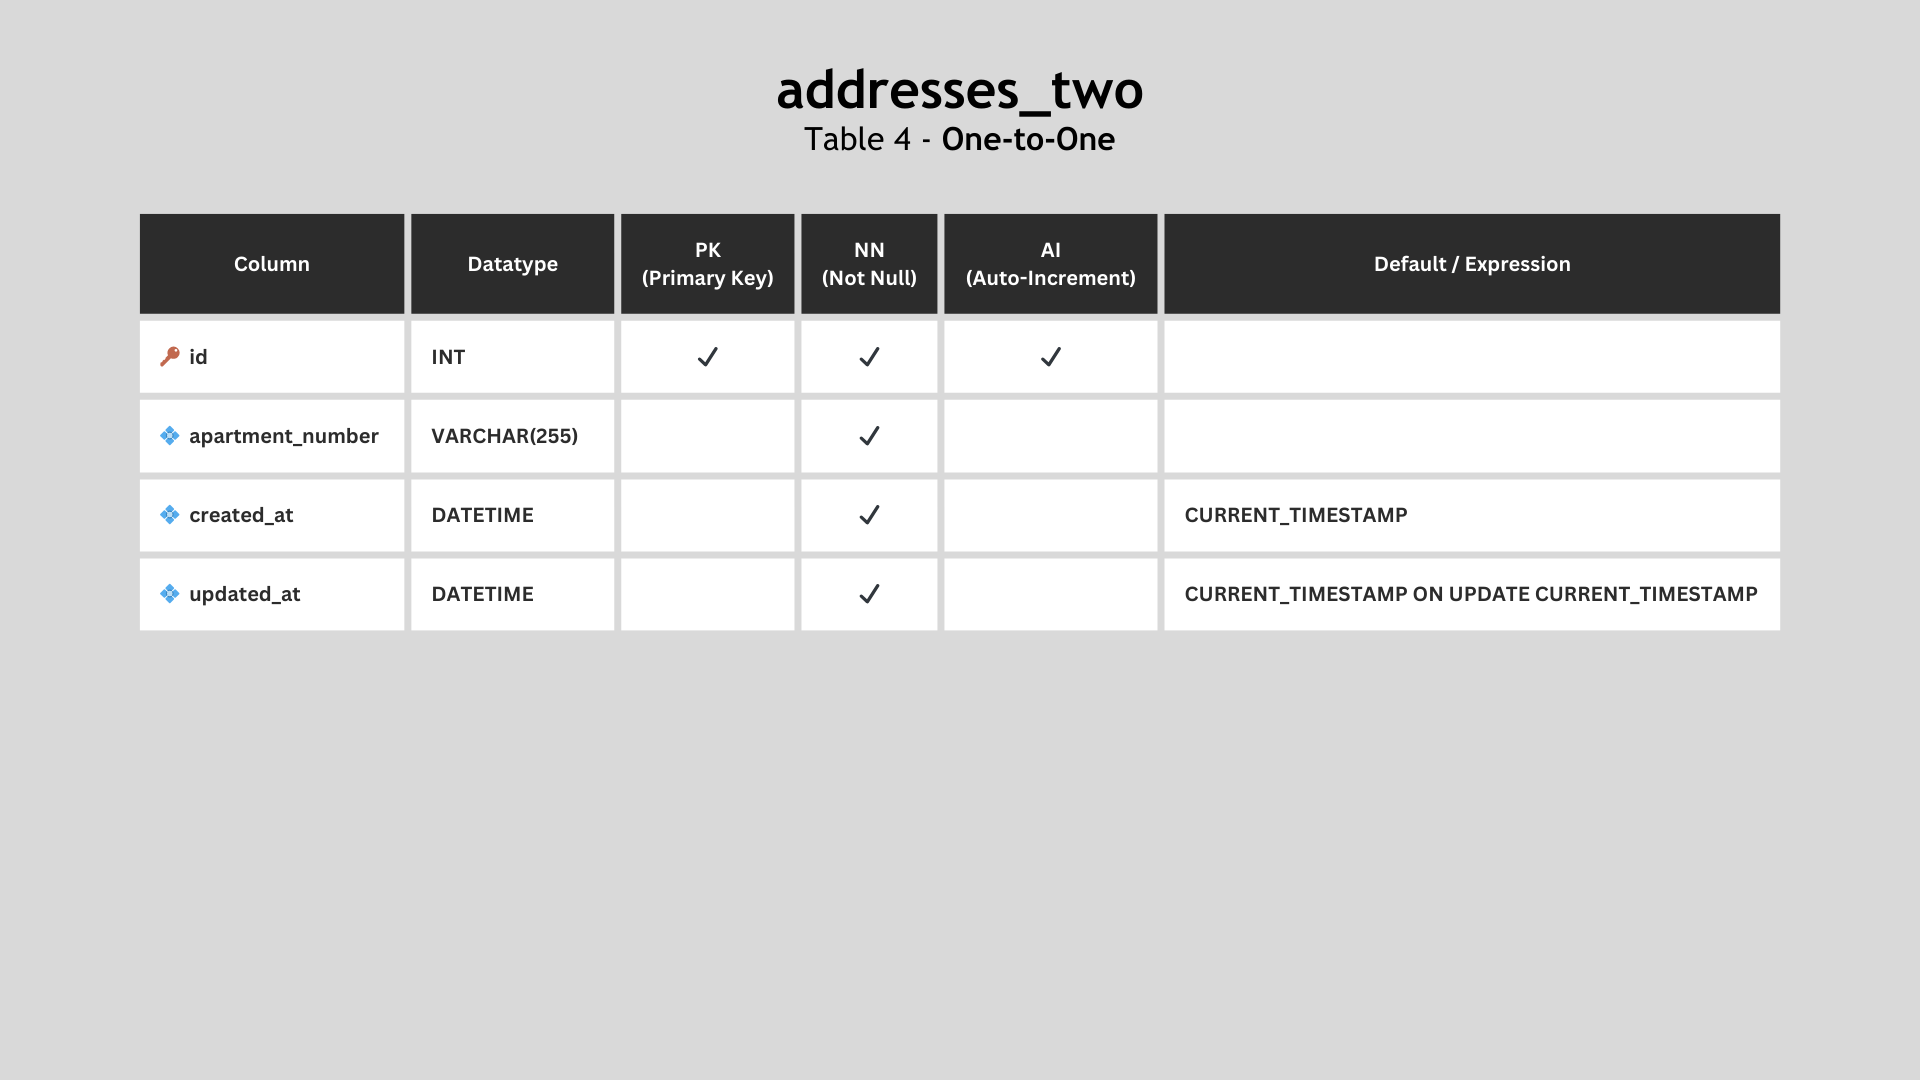 addresses_two
Table 4 - One-to-One
Column Datatype PK (Primary Key) NN (Not Null) AI (Auto-Increment) Default / Expression
id INT ✓ ✓ ✓
apartment_number VARCHAR(255) ✓
created_at DATETIME ✓ CURRENT_TIMESTAMP
updated_at DATETIME ✓ CURRENT_TIMESTAMP ON UPDATE CURRENT_TIMESTAMP